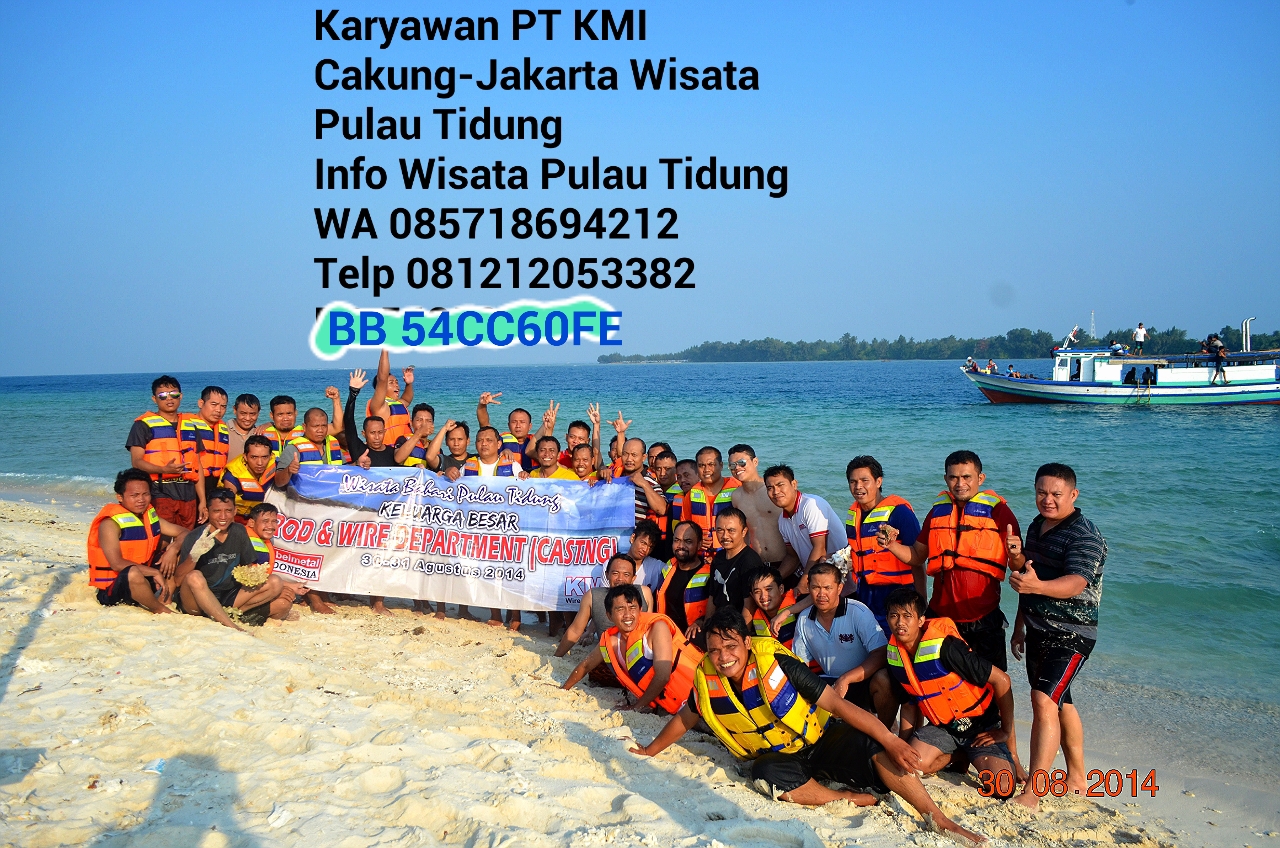 Karyawan PT KMI
Cakung-Jakarta Wisata
Pulau Tidung
Info Wisata Pulau Tidung
WA 085718694212
Telp 081212053382
BB 54CC60FE
Wisata Bahari Pulau Tidung
KELUARGA BESAR
ROD & WIRE DEPARTMENT [CASTNG]
Agustus 2014
30.08.2014